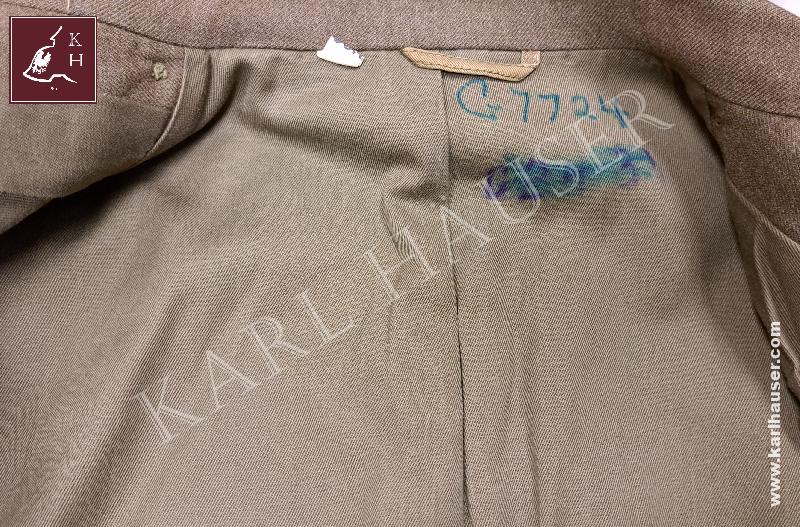 K
H
C-7724
KARL HAUSER
www.karlhauser.com